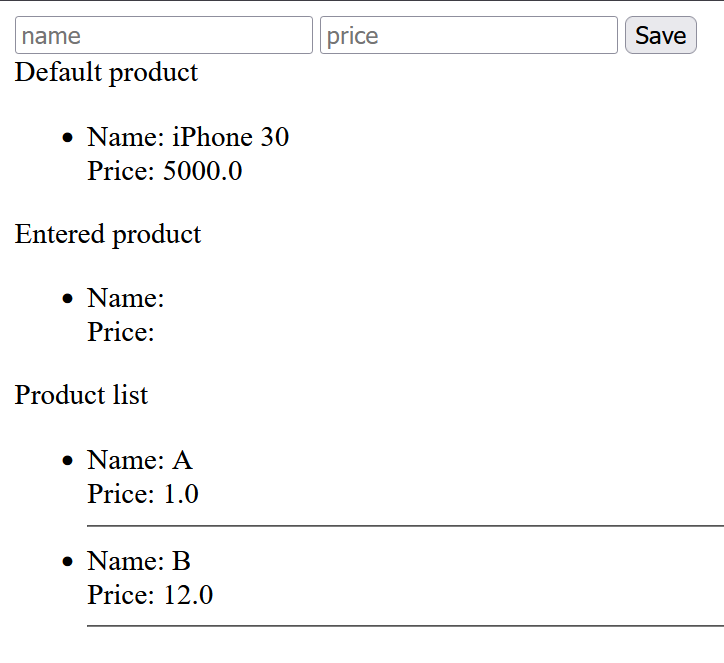 name price Save
Default product
Name: iPhone 30
Price: 5000.0
Entered product
Name:
Price:
Product list
Name: A
Price: 1.0
Name: B
Price: 12.0